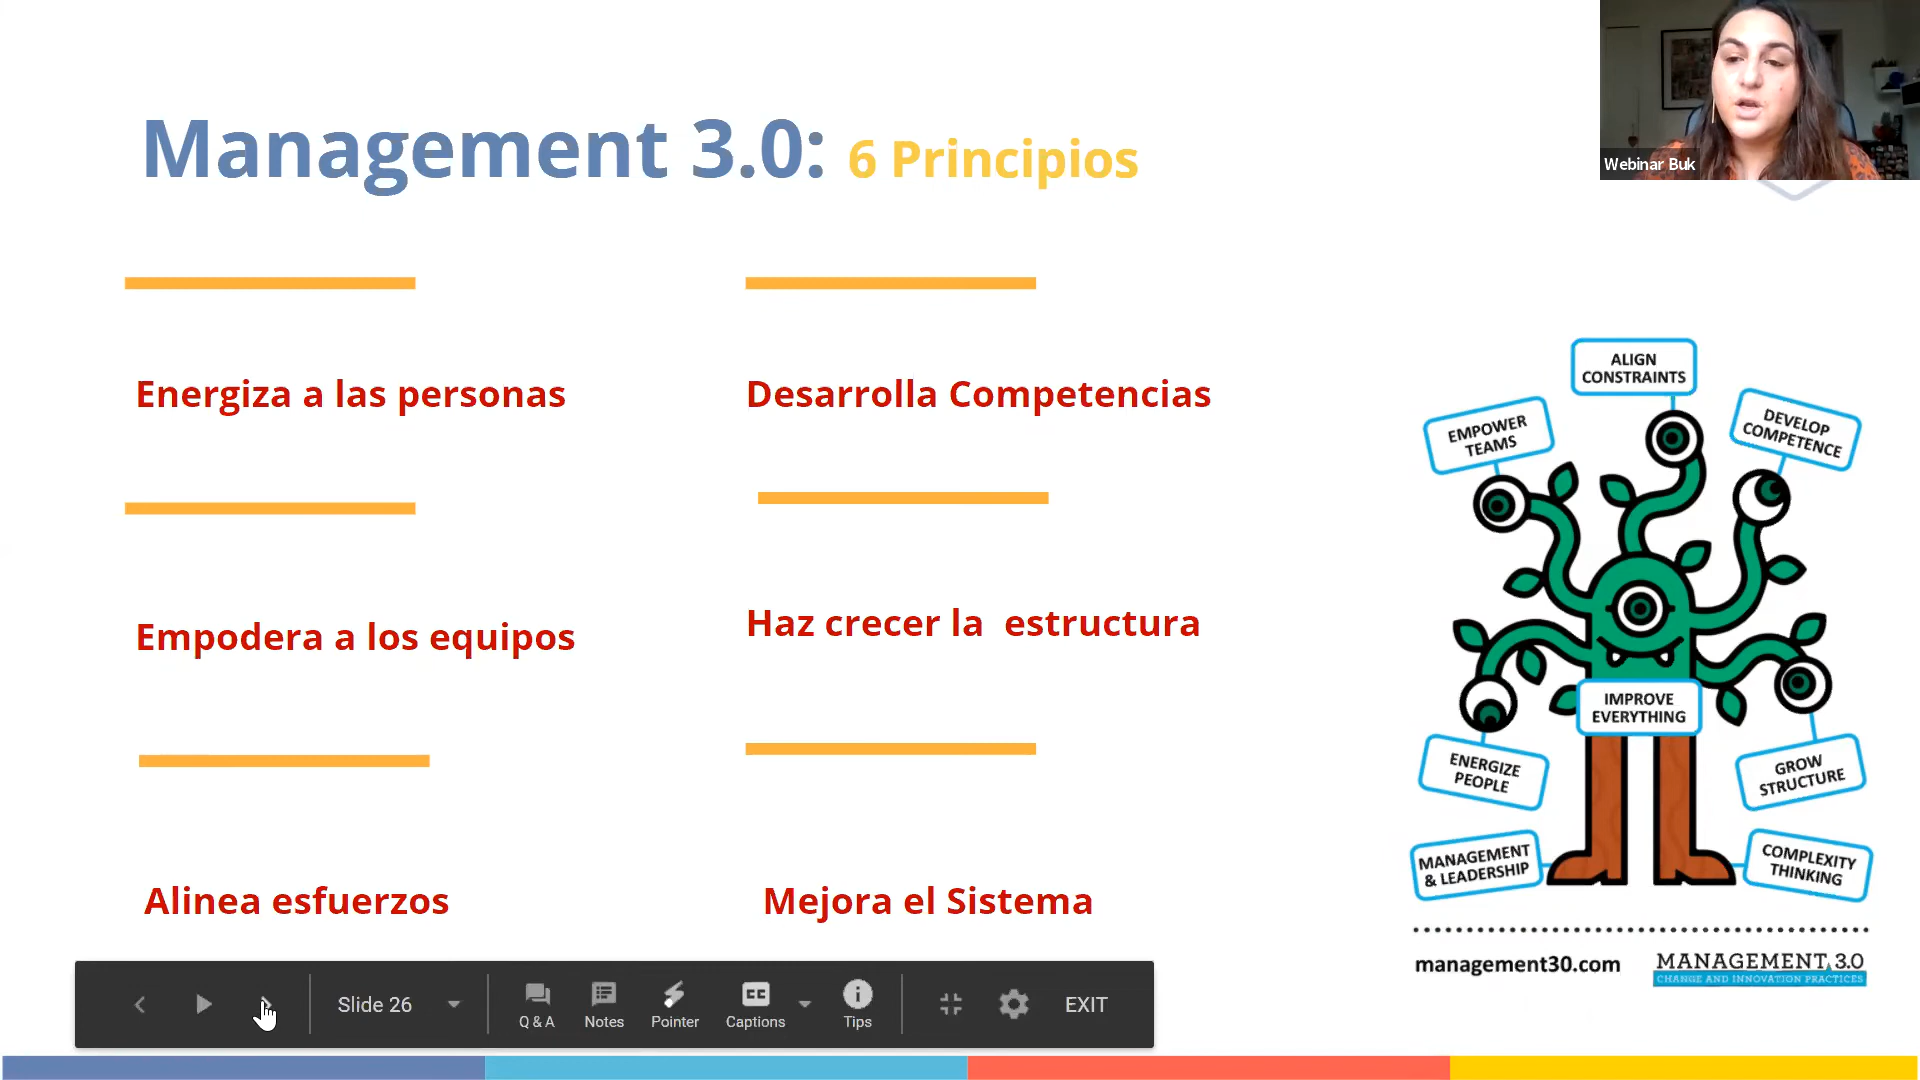 Management 3.0: 6 Principios
Webinar Buk
Energiza a las personas
Desarrolla Competencias
Empodera a los equipos
Haz crecer la estructura
Alinea esfuerzos
Mejora el Sistema
ALIGN
CONSTRAINTS
EMPOWER
TEAMS
DEVELOP
COMPETENCE
IMPROVE
EVERYTHING
ENERGIZE
PEOPLE
GROW
STRUCTURE
MANAGEMENT
& LEADERSHIP
COMPLEXITY
THINKING
management30.com
MANAGEMENT 3.0
CHANGE AND INNOVATION PRACTICES
Slide 26
Q & A
Notes
Pointer
CC
Captions
Tips
EXIT